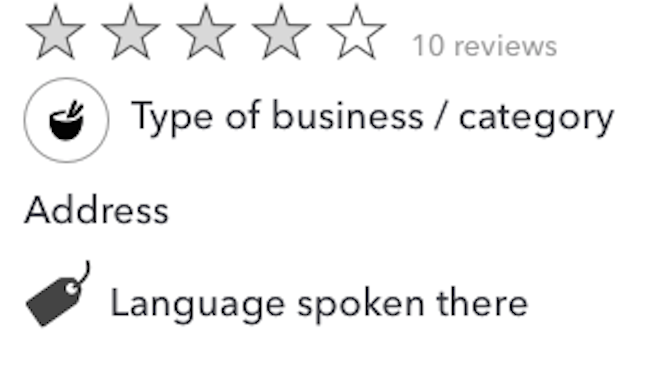 10 reviews
Type of business / category
Address
Language spoken there